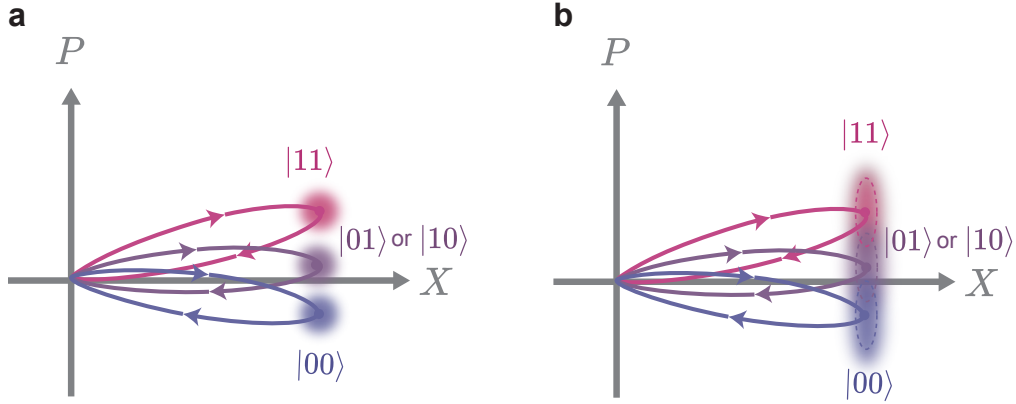 a
b
P
P
|11⟩
|11⟩
|01⟩ or |10⟩
|01⟩ or |10⟩
X
X
|00⟩
|00⟩